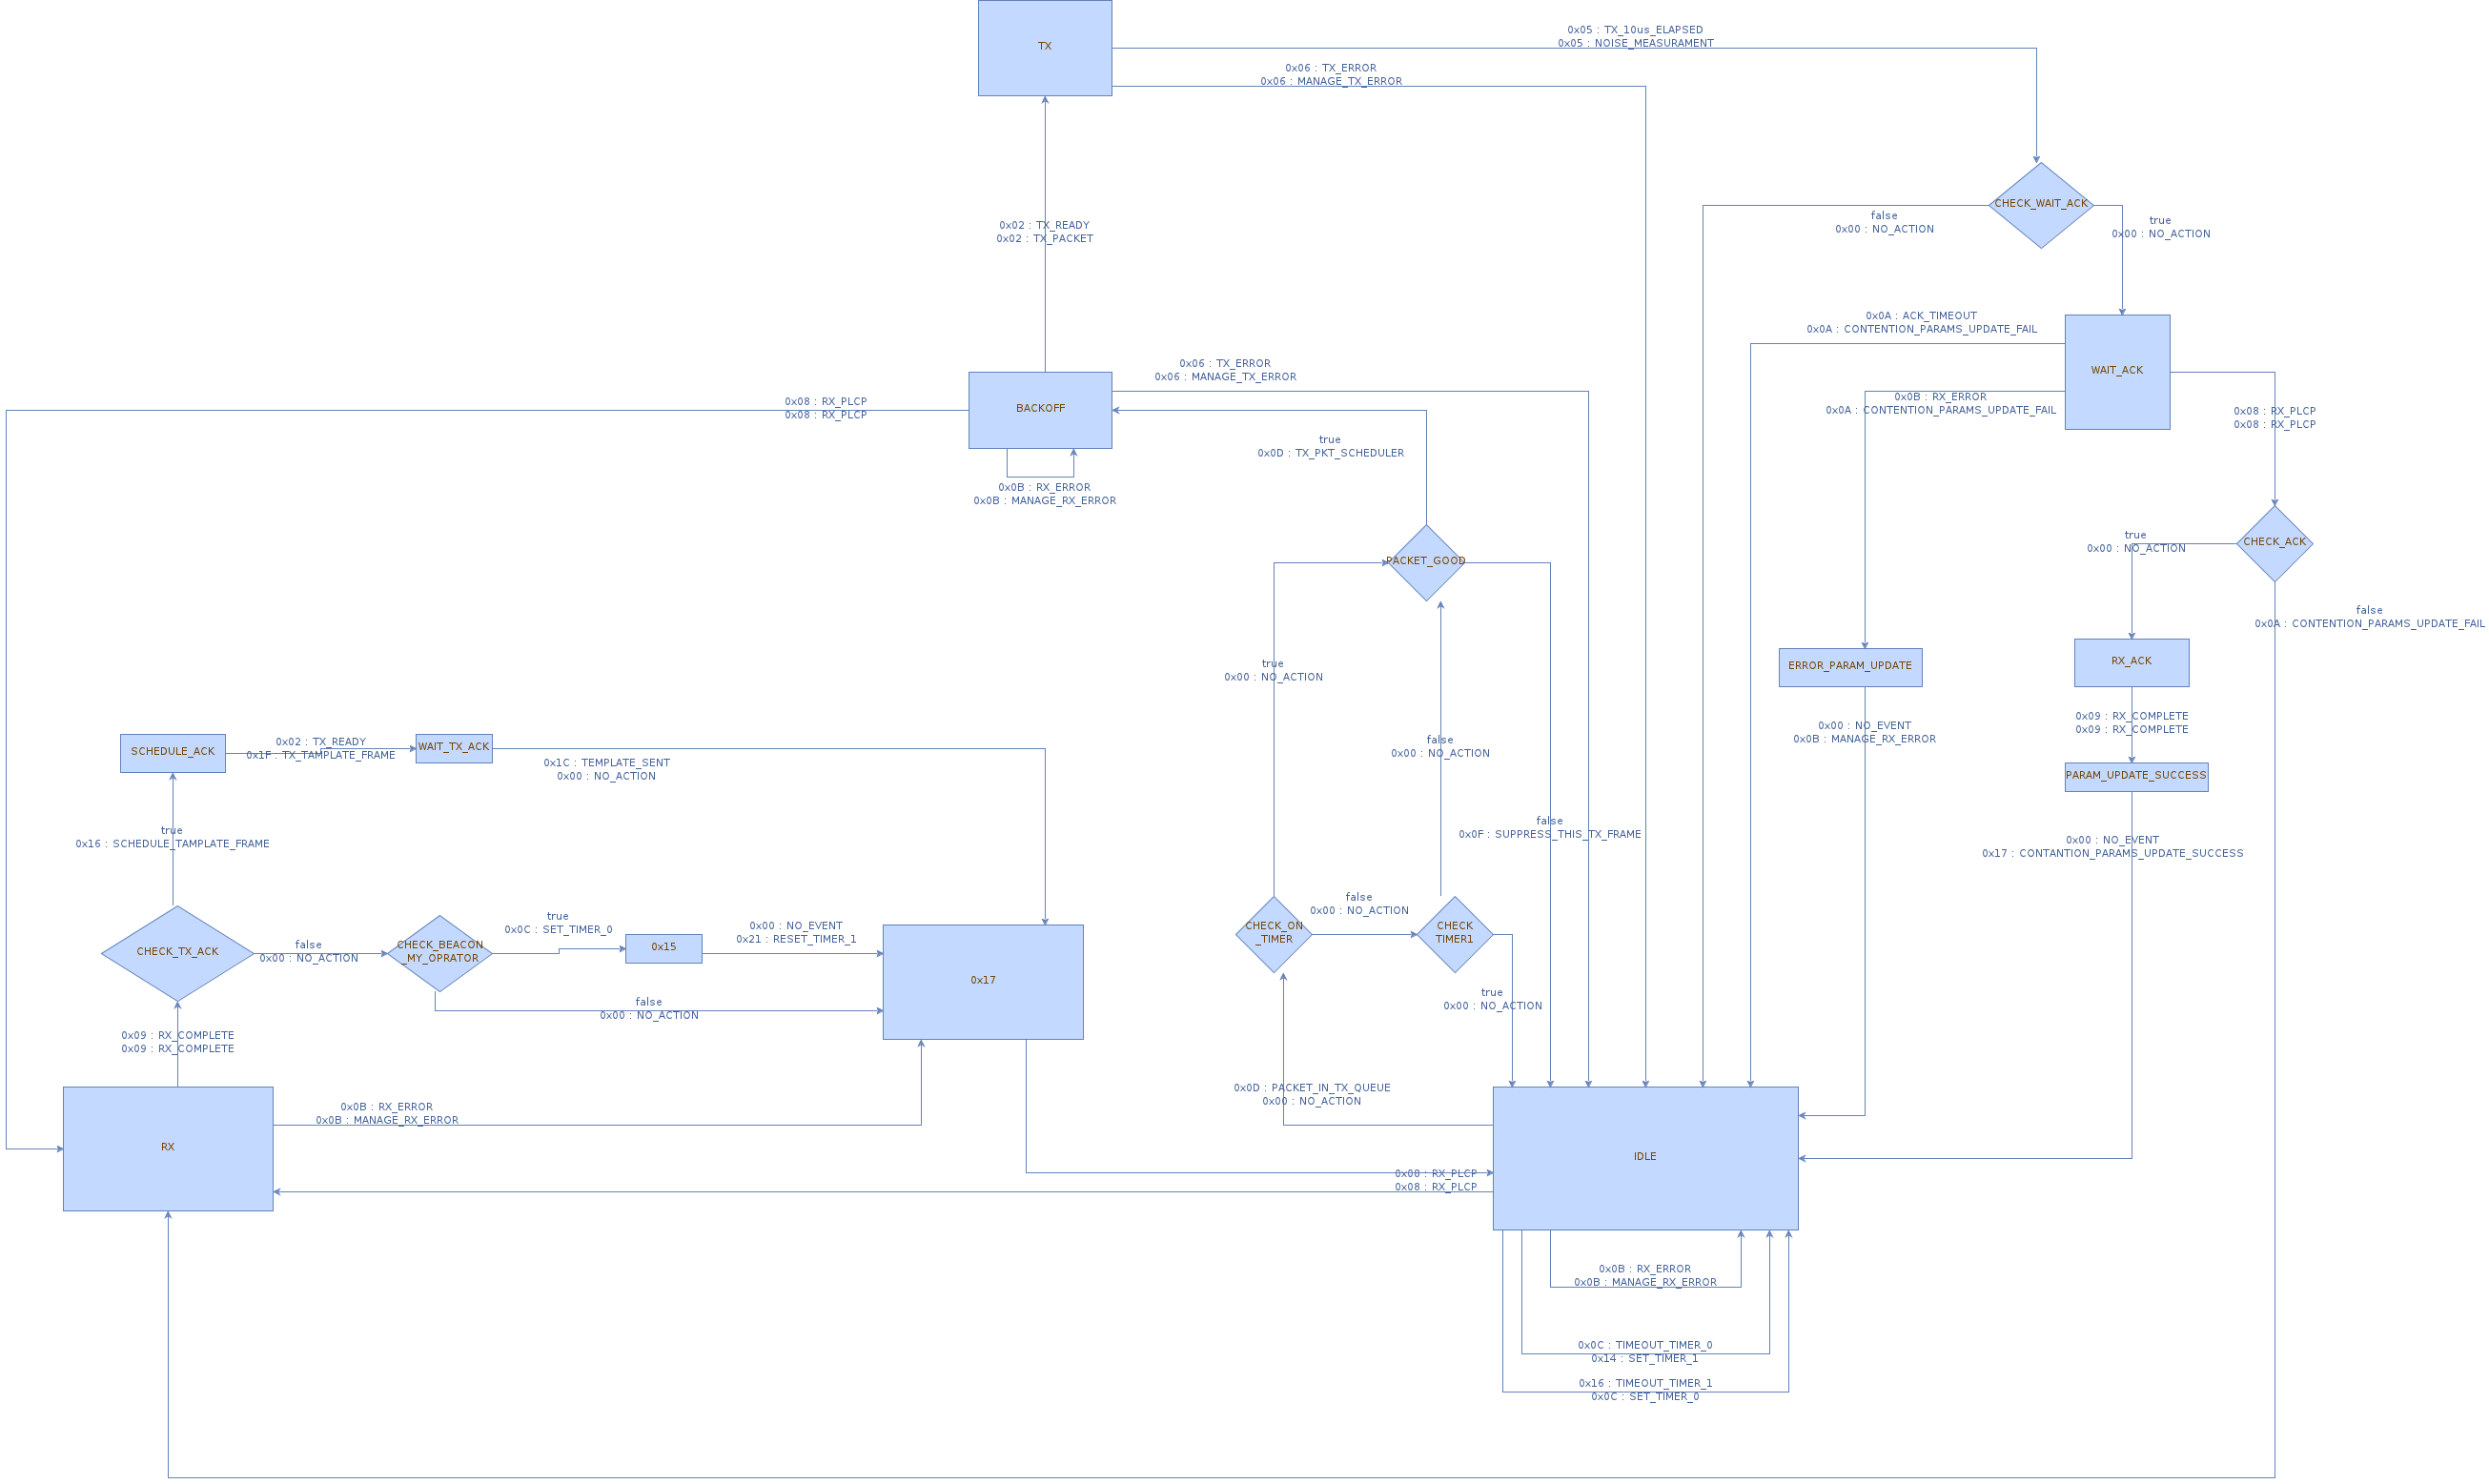 0x05 : TX_10us_ELAPSED
0x05 : NOISE_MEASURAMENT
TX
0x06 : TX_ERROR
0x06 : MANAGE_TX_ERROR
CHECK_WAIT_ACK
false
0x00 : NO_ACTION
true
0x00 : NO_ACTION
0x02 : TX_READY
0x02 : TX_PACKET
0x0A : ACK_TIMEOUT
0x0A : CONTENTION_PARAMS_UPDATE_FAIL
WAIT_ACK
0x06 : TX_ERROR
0x06 : MANAGE_TX_ERROR
0x08 : RX_PLCP
0x08 : RX_PLCP
BACKOFF
0x0B : RX_ERROR
0x0A : CONTENTION_PARAMS_UPDATE_FAIL
0x08 : RX_PLCP
0x08 : RX_PLCP
true
0x0D : TX_PKT_SCHEDULER
0x0B : RX_ERROR
0x0B : MANAGE_RX_ERROR
PACKET_GOOD
true
0x00 : NO_ACTION
CHECK_ACK
false
0x0A : CONTENTION_PARAMS_UPDATE_FAIL
true
0x00 : NO_ACTION
ERROR_PARAM_UPDATE
RX_ACK
SCHEDULE_ACK
0x02 : TX_READY
0x1F : TX_TAMPLATE_FRAME
WAIT_TX_ACK
0x1C : TEMPLATE_SENT
0x00 : NO_ACTION
false
0x00 : NO_ACTION
0x00 : NO_EVENT
0x0B : MANAGE_RX_ERROR
0x09 : RX_COMPLETE
0x09 : RX_COMPLETE
PARAM_UPDATE_SUCCESS
true
0x16 : SCHEDULE_TAMPLATE_FRAME
false
0x0F : SUPPRESS_THIS_TX_FRAME
0x00 : NO_EVENT
0x17 : CONTANTION_PARAMS_UPDATE_SUCCESS
CHECK_TX_ACK
false
0x00 : NO_ACTION
CHECK_BEACON
_MY_OPRATOR
true
0x0C : SET_TIMER_0
0x15
0x00 : NO_EVENT
0x21 : RESET_TIMER_1
0x17
CHECK_ON
_TIMER
false
0x00 : NO_ACTION
CHECK
TIMER1
false
0x00 : NO_ACTION
true
0x00 : NO_ACTION
0x09 : RX_COMPLETE
0x09 : RX_COMPLETE
0x0D : PACKET_IN_TX_QUEUE
0x00 : NO_ACTION
0x0B : RX_ERROR
0x0B : MANAGE_RX_ERROR
RX
IDLE
0x08 : RX_PLCP
0x08 : RX_PLCP
0x0B : RX_ERROR
0x0B : MANAGE_RX_ERROR
0x0C : TIMEOUT_TIMER_0
0x14 : SET_TIMER_1
0x16 : TIMEOUT_TIMER_1
0x0C : SET_TIMER_0